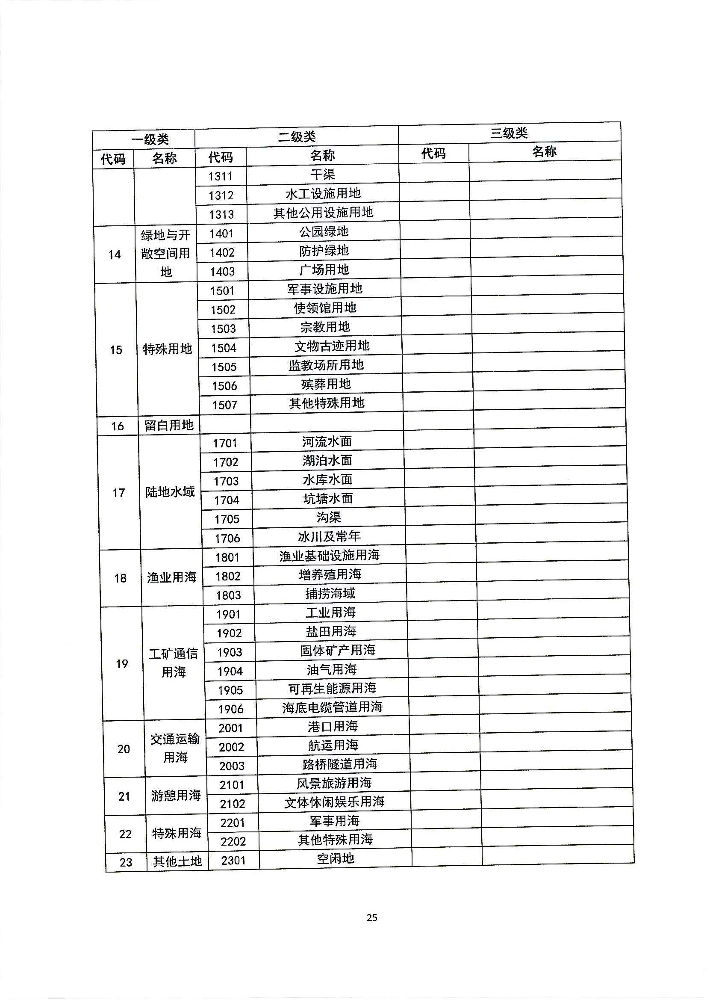 一级类 二级类 三级类
代码 名称 代码 名称 代码 名称
1311 干渠
1312 水工设施用地
1313 其他公用设施用地
14 绿地与开敞空间用地 1401 公园绿地
1402 防护绿地
1403 广场用地
15 特殊用地 1501 军事设施用地
1502 使领馆用地
1503 宗教用地
1504 文物古迹用地
1505 监教场所用地
1506 殡葬用地
1507 其他特殊用地
16 留白用地
17 陆地水域 1701 河流水面
1702 湖泊水面
1703 水库水面
1704 坑塘水面
1705 沟渠
1706 冰川及常年
18 渔业用海 1801 渔业基础设施用海
1802 增养殖用海
1803 捕捞海域
19 工矿通信用海 1901 工业用海
1902 盐田用海
1903 固体矿产用海
1904 油气用海
1905 可再生能源用海
1906 海底电缆管道用海
20 交通运输用海 2001 港口用海
2002 航运用海
2003 路桥隧道用海
21 游憩用海 2101 风景旅游用海
2102 文体休闲娱乐用海
22 特殊用海 2201 军事用海
2202 其他特殊用海
23 其他土地 2301 空闲地
25